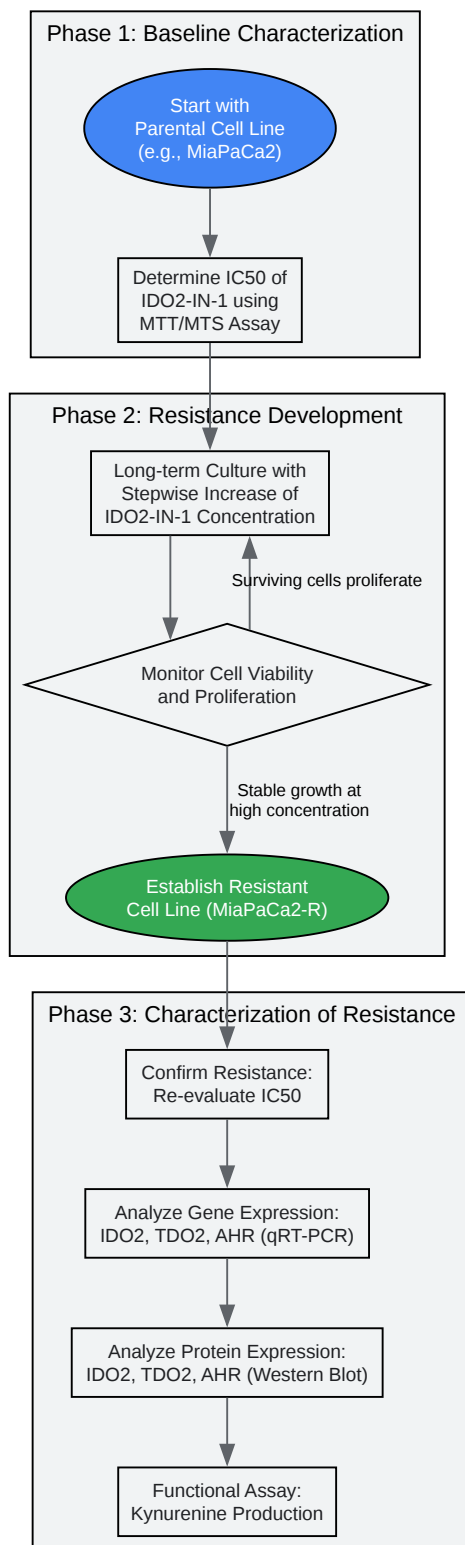 Phase 1: Baseline Characterization
Start with
Parental Cell Line
(e.g., MiaPaCa2)
Determine IC50 of
IDO2-IN-1 using
MTT/MTS Assay
Phase 2: Resistance Development
Long-term Culture with
Stepwise Increase of
IDO2-IN-1 Concentration
Surviving cells proliferate
Monitor Cell Viability
and Proliferation
Stable growth at
high concentration
Establish Resistant
Cell Line (MiaPaCa2-R)
Phase 3: Characterization of Resistance
Confirm Resistance:
Re-evaluate IC50
Analyze Gene Expression:
IDO2, TDO2, AHR (qRT-PCR)
Analyze Protein Expression:
IDO2, TDO2, AHR (Western Blot)
Functional Assay:
Kynurenine Production